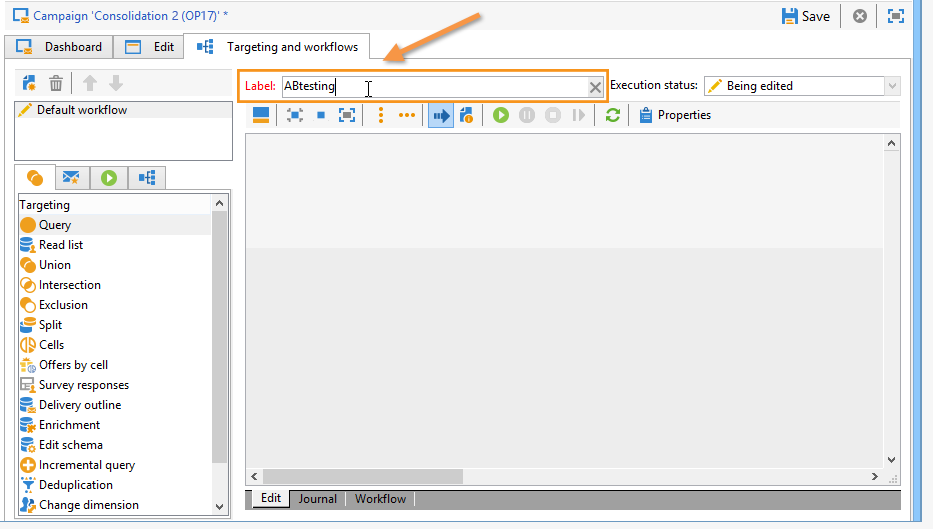 Campaign 'Consolidation 2 (OP17)' *
Save
Dashboard
Edit
Targeting and workflows
Label: ABtesting
Execution status: Being edited
Default workflow
Properties
Targeting
Query
Read list
Union
Intersection
Exclusion
Split
Cells
Offers by cell
Survey responses
Delivery outline
Enrichment
Edit schema
Incremental query
Deduplication
Change dimension
Edit
Journal
Workflow